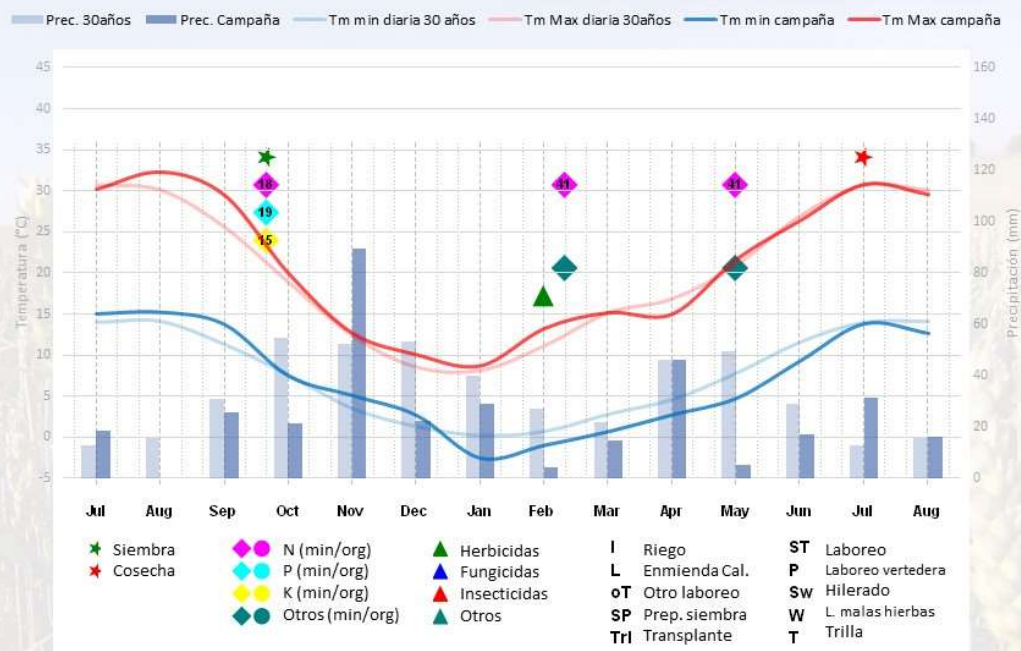 Prec. 30años Prec. Campaña Tm min diaria 30 años Tm Max diaria 30años Tm min campaña Tm Max campaña
45 160
40 140
35 120
30 100
25 80
20 60
15 40
10 20
5 0
0
-5
Temperatura (°C)
Precipitación (mm)
18 41 41
19
15
Jul Aug Sep Oct Nov Dec Jan Feb Mar Apr May Jun Jul Aug
Siembra N (min/org) Herbicidas I Riego ST Laboreo
Cosecha P (min/org) Fungicidas L Enmienda Cal. P Laboreo vertedera
K (min/org) Insecticidas oT Otro laboreo Sw Hilerado
Otros (min/org) Otros SP Prep. siembra W L. malas hierbas
Trl Transplante T Trilla